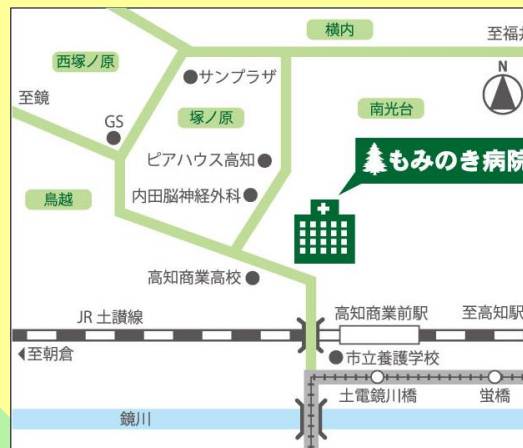 横内
至福井
西塚ノ原
サンプラザ
N
至鏡
塚ノ原
南光台
GS
ピアハウス高知
もみのき病院
鳥越
内田脳神経外科
高知商業高校
JR 土讃線
高知商業前駅
至高知駅
至朝倉
市立養護学校
土電鏡川橋
蛍橋
鏡川